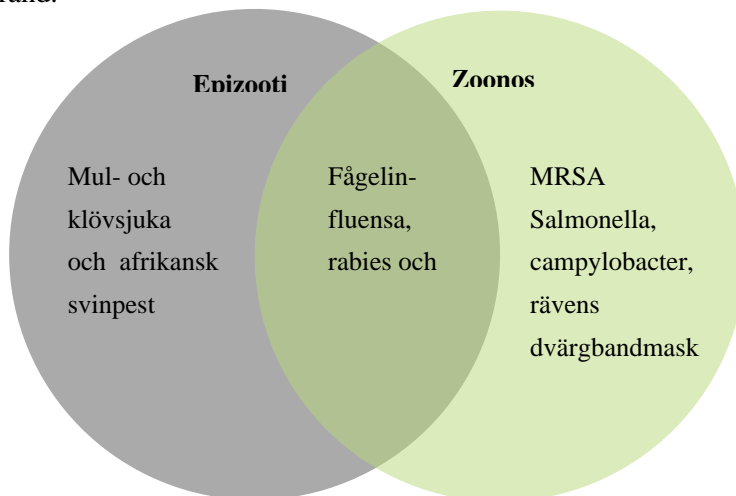 Epizooti
Zoonos
Mul- och
klövsjuka
och afrikansk
svinpest
Fågelin-
fluensa,
rabies och
MRSA
Salmonella,
campylobacter,
rävens
dvärgbandmask